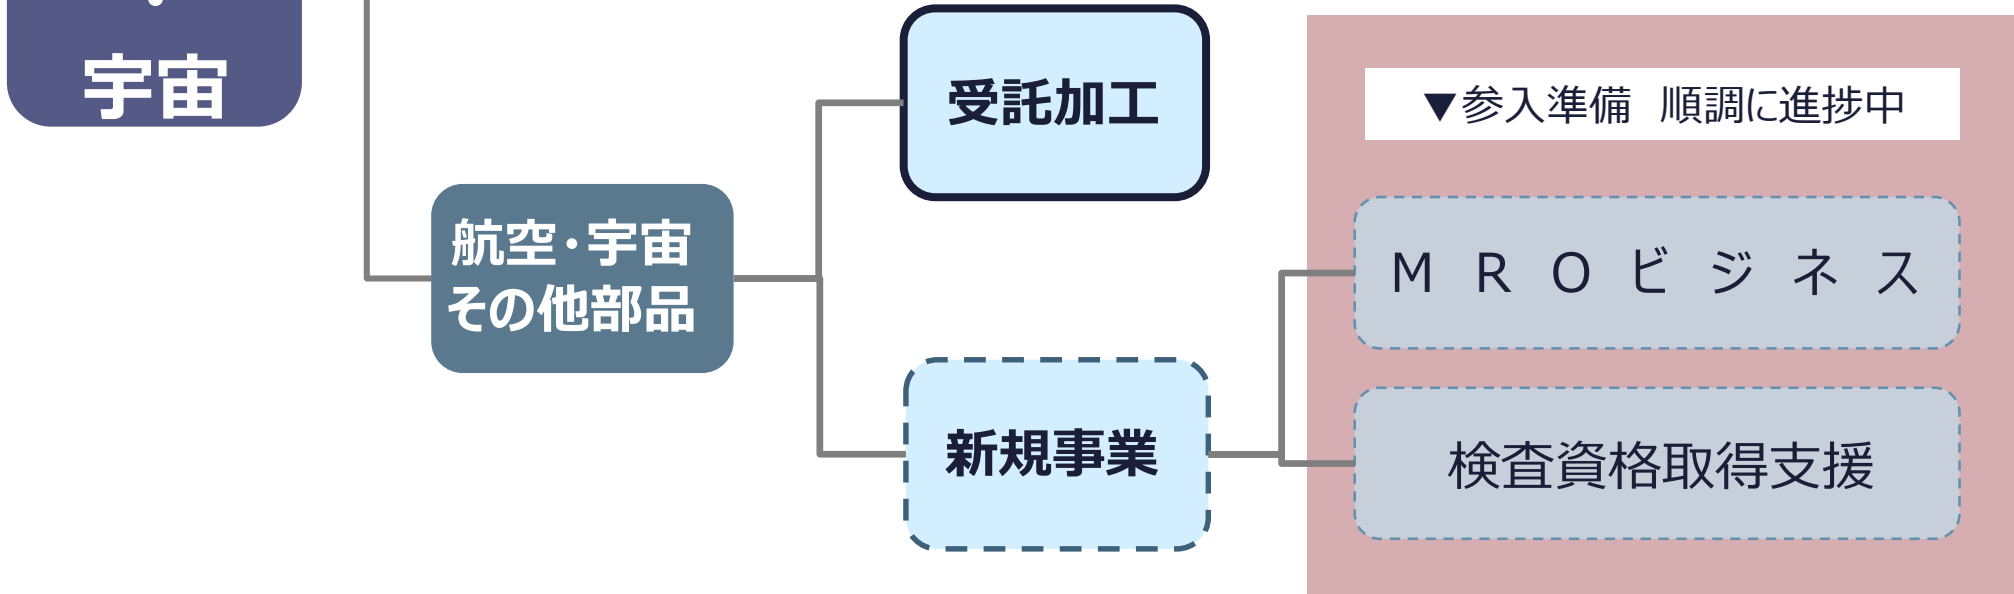 ・
宇宙
航空・宇宙
その他部品
受託加工
新規事業
▼参入準備　順調に進捗中
ＭＲＯビジネス
検査資格取得支援